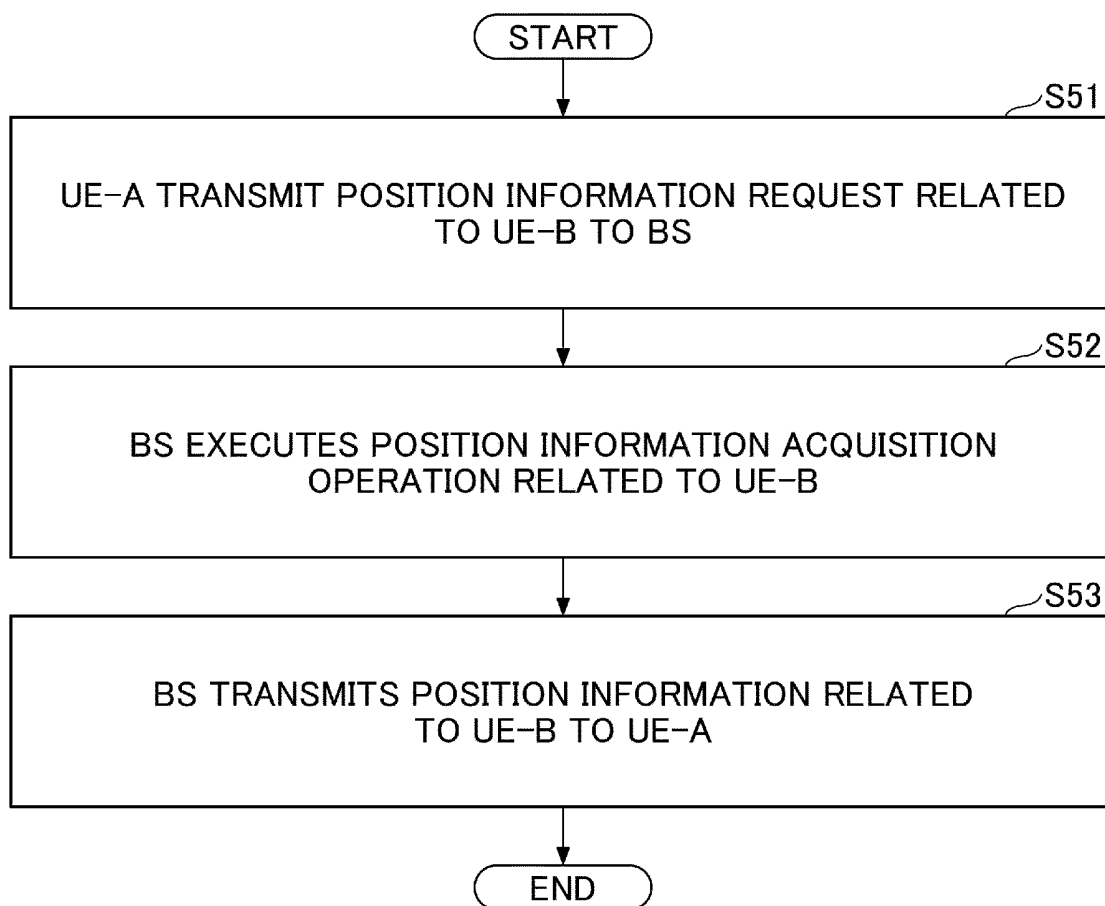 START
S51
UE-A TRANSMIT POSITION INFORMATION REQUEST RELATED
TO UE-B TO BS
S52
BS EXECUTES POSITION INFORMATION ACQUISITION
OPERATION RELATED TO UE-B
S53
BS TRANSMITS POSITION INFORMATION RELATED
TO UE-B TO UE-A
END